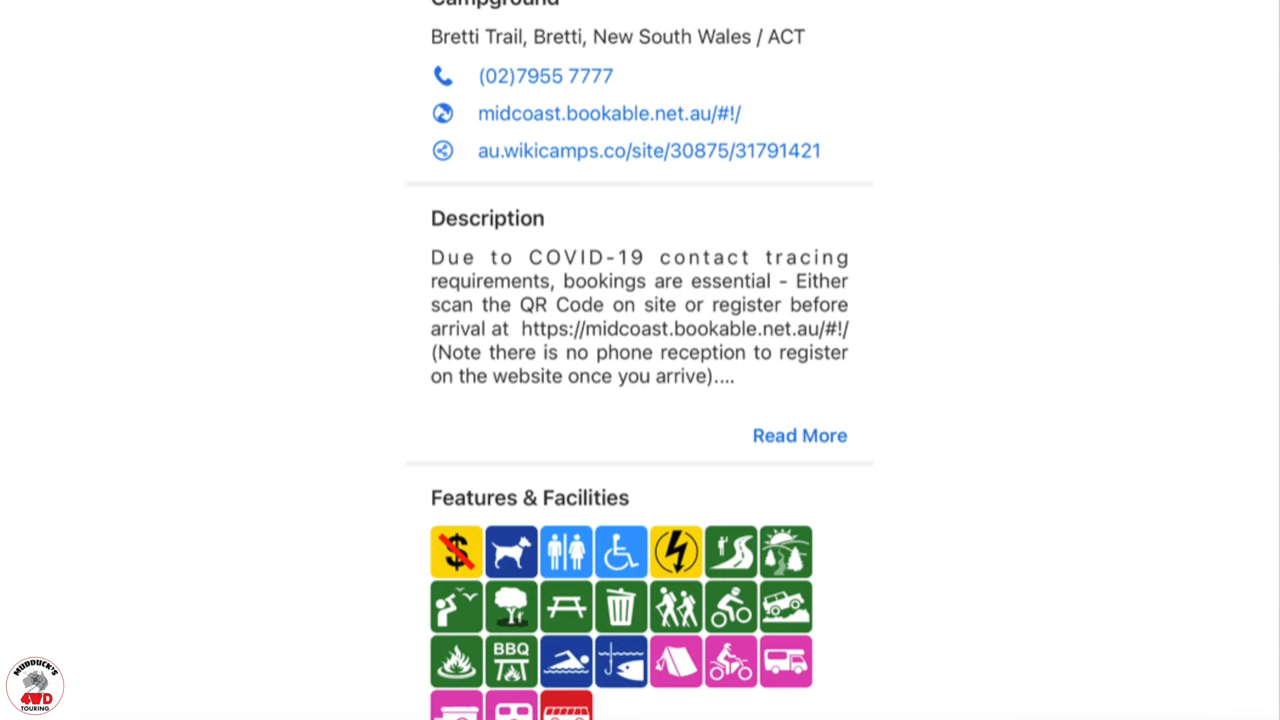 Campground
Bretti Trail, Bretti, New South Wales / ACT
(02)7955 7777
midcoast.bookable.net.au/#!/
au.wikicamps.co/site/30875/31791421
Description
Due to COVID-19 contact tracing
requirements, bookings are essential - Either
scan the QR Code on site or register before
arrival at https://midcoast.bookable.net.au/#!/
(Note there is no phone reception to register
on the website once you arrive)....
Read More
Features & Facilities
$
BBQ
MUDDUCK'S
4WD
TOURING